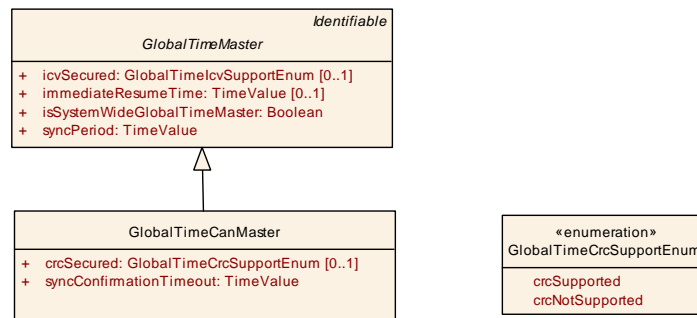 Identifiable
GlobalTimeMaster
+ icvSecured: GlobalTimeIcvSupportEnum [0..1]
+ immediateResumeTime: TimeValue [0..1]
+ isSystemWideGlobalTimeMaster: Boolean
+ syncPeriod: TimeValue
GlobalTimeCanMaster
+ crcSecured: GlobalTimeCrcSupportEnum [0..1]
+ syncConfirmationTimeout: TimeValue
«enumeration»
GlobalTimeCrcSupportEnum
crcSupported
crcNotSupported